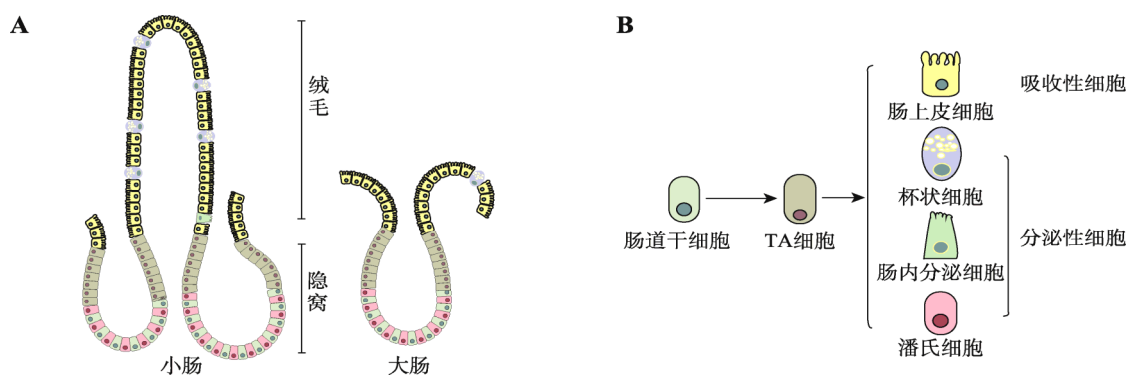 A
绒毛
隐窝
小肠
大肠
B
肠上皮细胞
吸收性细胞
杯状细胞
肠道干细胞
TA细胞
分泌性细胞
肠内分泌细胞
潘氏细胞